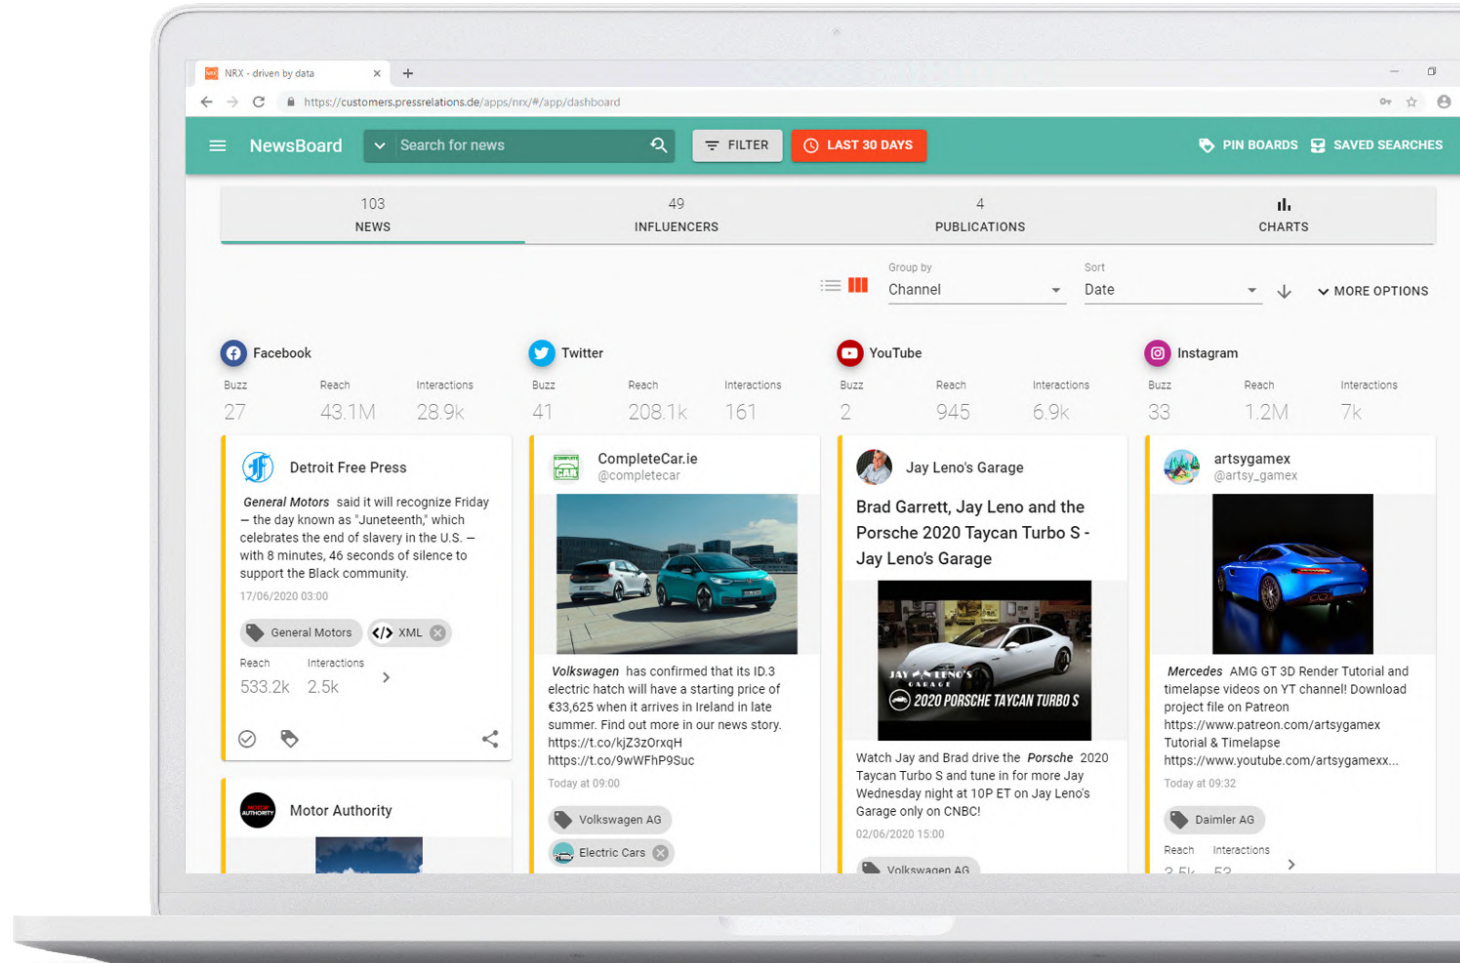 NRX - driven by data
https://customers.pressrelations.de/apps/nrx/#/app/dashboard
NewsBoard
Search for news
FILTER
LAST 30 DAYS
PIN BOARDS
SAVED SEARCHES
103
NEWS
49
INFLUENCERS
4
PUBLICATIONS
CHARTS
Group by
Channel
Sort
Date
MORE OPTIONS
Facebook
Buzz Reach Interactions
27 43.1M 28.9k
Detroit Free Press
General Motors said it will recognize Friday
– the day known as "Juneteenth," which
celebrates the end of slavery in the U.S. –
with 8 minutes, 46 seconds of silence to
support the Black community.
17/06/2020 03:00
General Motors
</> XML
Reach Interactions
533.2k 2.5k
MOTOR
AUTHORITY
Motor Authority
Twitter
Buzz Reach Interactions
41 208.1k 161
COMPLETE
CAR
CompleteCar.ie
@completecar
Volkswagen has confirmed that its ID.3
electric hatch will have a starting price of
€33,625 when it arrives in Ireland in late
summer. Find out more in our news story.
https://t.co/kjZ3zOrxqH
https://t.co/9wWFhP9Suc
Today at 09:00
Volkswagen AG
Electric Cars
YouTube
Buzz Reach Interactions
2 945 6.9k
Jay Leno's Garage
Brad Garrett, Jay Leno and the
Porsche 2020 Taycan Turbo S -
Jay Leno's Garage
JAY LENO'S
GARAGE
2020 PORSCHE TAYCAN TURBO S
Watch Jay and Brad drive the Porsche 2020
Taycan Turbo S and tune in for more Jay
Wednesday night at 10P ET on Jay Leno's
Garage only on CNBC!
02/06/2020 15:00
Volkswagen AG
Instagram
Buzz Reach Interactions
33 1.2M 7k
artsygamex
@artsy_gamex
Mercedes AMG GT 3D Render Tutorial and
timelapse videos on YT channel! Download
project file on Patreon
https://www.patreon.com/artsygamex
Tutorial & Timelapse
https://www.youtube.com/artsygamexx...
Today at 09:32
Daimler AG
Reach Interactions
3.5k 53